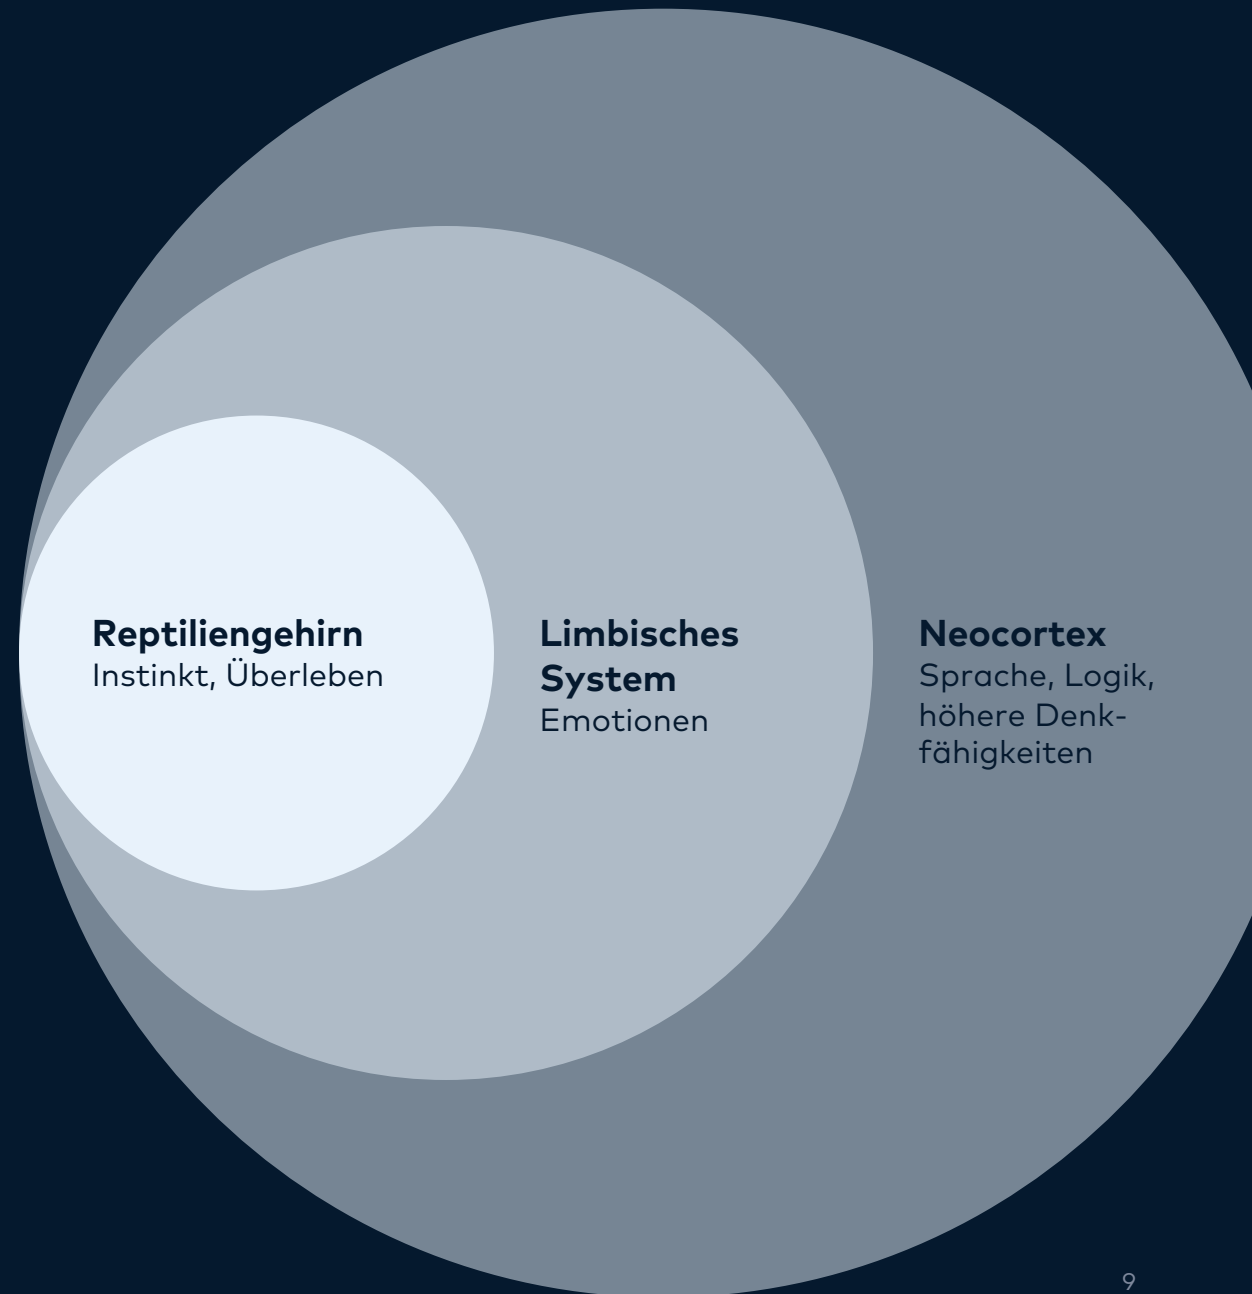 Reptiliengehirn
Instinkt, Überleben
Limbisches
System
Emotionen
Neocortex
Sprache, Logik,
höhere Denk-
fähigkeiten
9